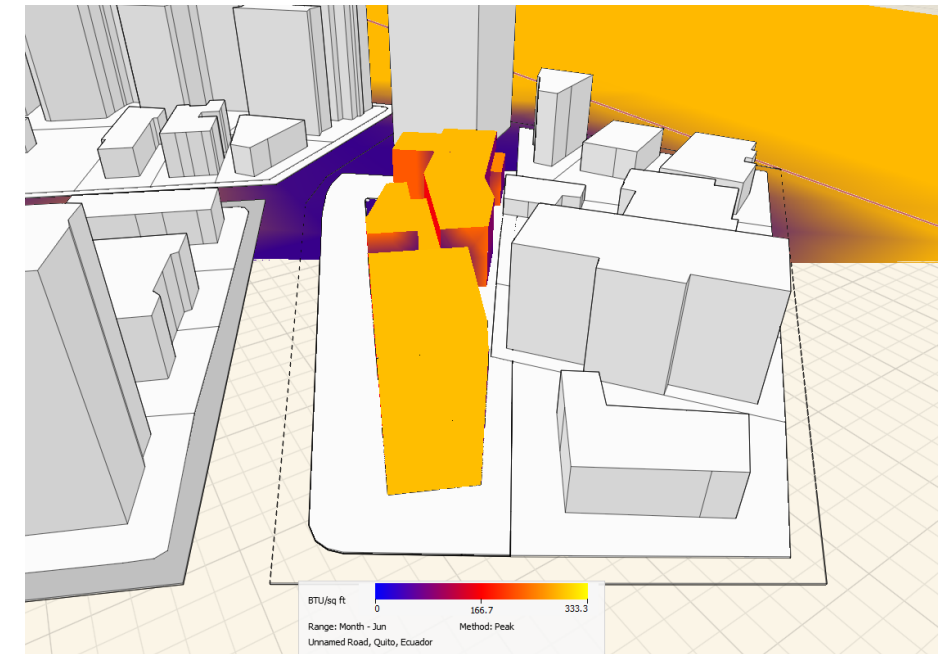 BTU/sq ft
0 166.7 333.3
Range: Month - Jun Method: Peak
Unnamed Road, Quito, Ecuador